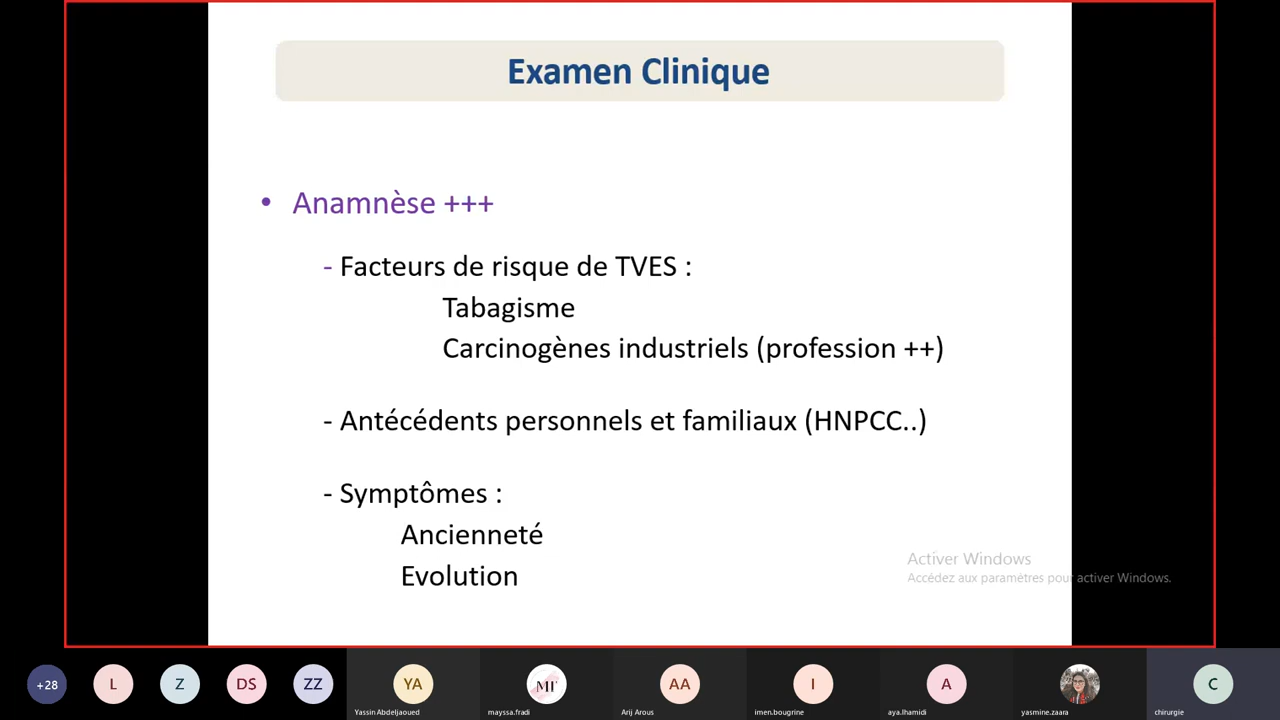 Examen Clinique
• Anamnèse +++
- Facteurs de risque de TVES :
Tabagisme
Carcinogènes industriels (profession ++)
- Antécédents personnels et familiaux (HNPCC..)
- Symptômes :
Ancienneté
Evolution
Activer Windows
Accédez aux paramètres pour activer Windows.
+28
L
Z
DS
ZZ
YA
Yassin Abdeljaoued
MF
mayssa.fradi
AA
Arij Arous
I
imen.bougrine
A
aya.lhamidi
yasmine.zaara
C
chirurgie